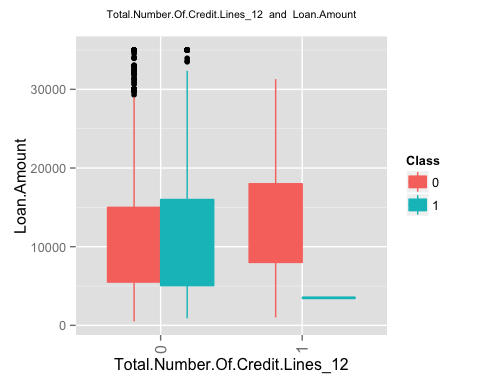 Total.Number.Of.Credit.Lines_12 and Loan.Amount
Loan.Amount
30000
20000
10000
0
0
1
Total.Number.Of.Credit.Lines_12
Class
0
1